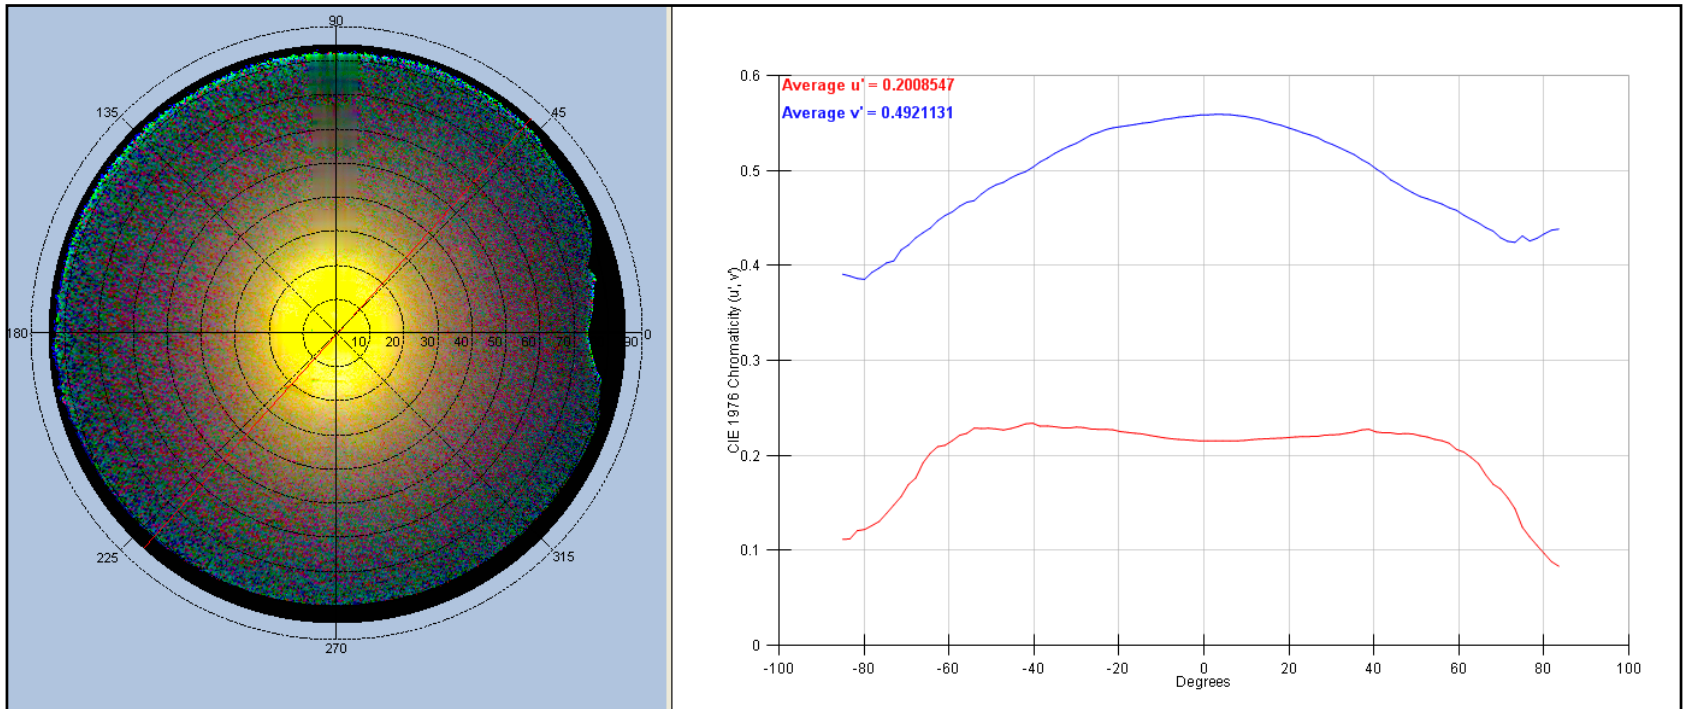 90
135
45
180
10 20 30 40 50 60 70 90 0
225
315
270
Average u' = 0.2008547
Average v' = 0.4921131
0.6
0.5
0.4
0.3
0.2
0.1
0
CIE 1976 Chromaticity (u', v')
-100 -80 -60 -40 -20 0 20 40 60 80 100
Degrees